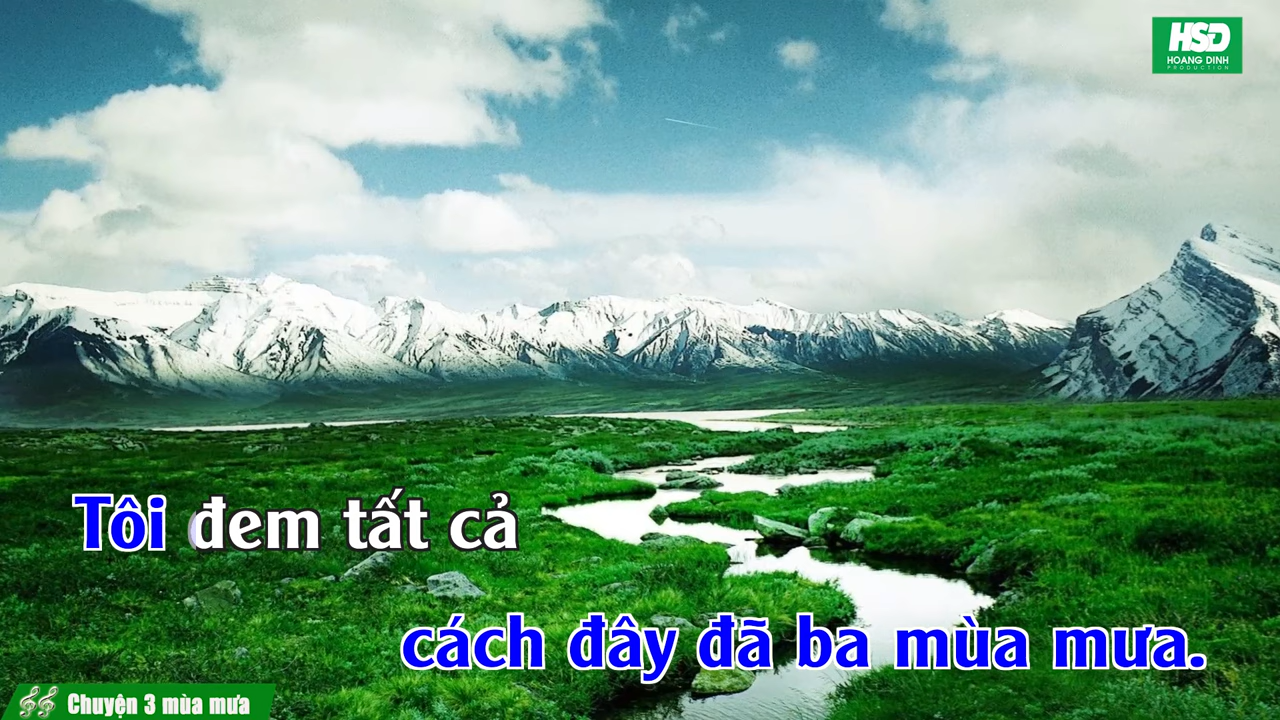 HSD
HOANG DINH
PRODUCTION
Tôi đem tất cả
cách đây đã ba mùa mưa.
Chuyện 3 mùa mưa